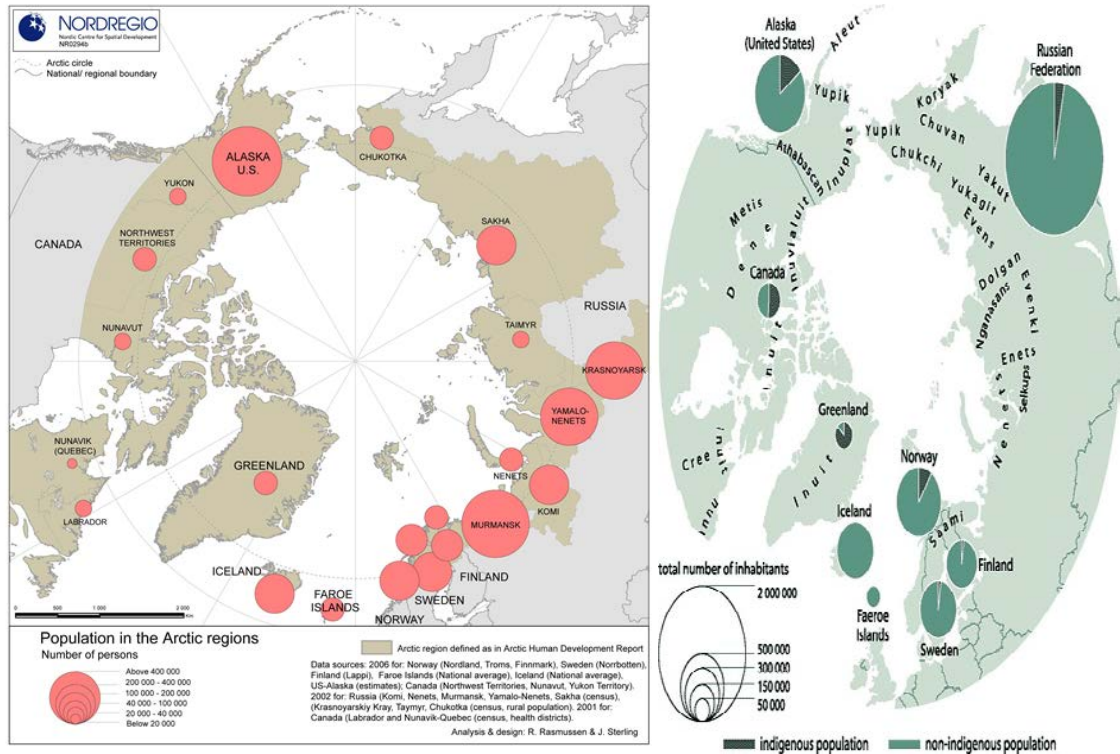 NORDREGIO
Nordic Centre for Spatial Development
NR0294b
Arctic circle
National/ regional boundary
ALASKA
U.S.
CHUKOTKA
YUKON
CANADA
NORTHWEST
TERRITORIES
SAKHA
RUSSIA
NUNAVUT
TAIMYR
KRASNOYARSK
YAMALO-
NENETS
NUNAVIK
(QUEBEC)
GREENLAND
NENETS
KOMI
LABRADOR
MURMANSK
ICELAND
FINLAND
FAROE
ISLANDS
SWEDEN
NORWAY
0
500
1 000
2 000
Km
Population in the Arctic regions
Number of persons
Above 400 000
200 000 - 400 000
100 000 - 200 000
40 000 - 100 000
20 000 - 40 000
Below 20 000
Arctic region defined as in Arctic Human Development Report
Data sources: 2006 for: Norway (Nordland, Troms, Finnmark), Sweden (Norrbotten),
Finland (Lappi), Faroe Islands (National average), Iceland (National average),
US-Alaska (estimates); Canada (Northwest Territories, Nunavut, Yukon Territory).
2002 for: Russia (Komi, Nenets, Murmansk, Yamalo-Nenets, Sakha (census),
(Krasnoyarskiy Kray, Taymyr, Chukotka (census, rural population). 2001 for:
Canada (Labrador and Nunavik-Quebec (census, health districts).
Analysis & design: R. Rasmussen & J. Sterling
Alaska
(United States)
Aleut
Russian
Federation
Yupik
Koryak
Yupik
Chuvan
Athabascan
Inupiat
Chukchi
Yakut
Yukagir
Metis
Inuvialuit
Evens
Dene
Dolgan
Canada
Evenki
Nganasans
Inuit
Enets
Selkups
Nenets
Greenland
Inuit
Cree
Inuit
Innu
Norway
Iceland
Saami
Finland
Faeroe
Islands
Sweden
total number of inhabitants
2 000 000
500 000
300 000
150 000
50 000
indigenous population
non-indigenous population